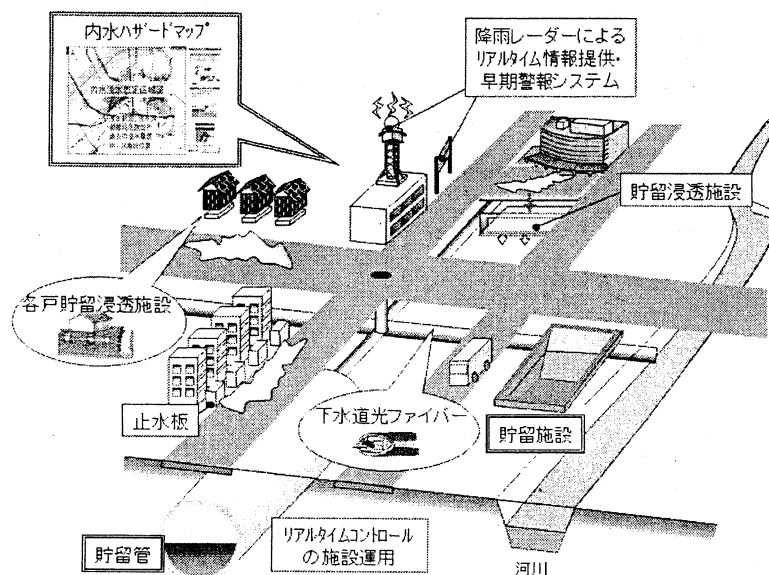 内水ハザードマップ
降雨レーダーによる
リアルタイム情報提供・
早期警報システム
貯留浸透施設
各戸貯留浸透施設
止水板
下水道光ファイバー
貯留施設
貯留管
リアルタイムコントロール
の施設運用
河川